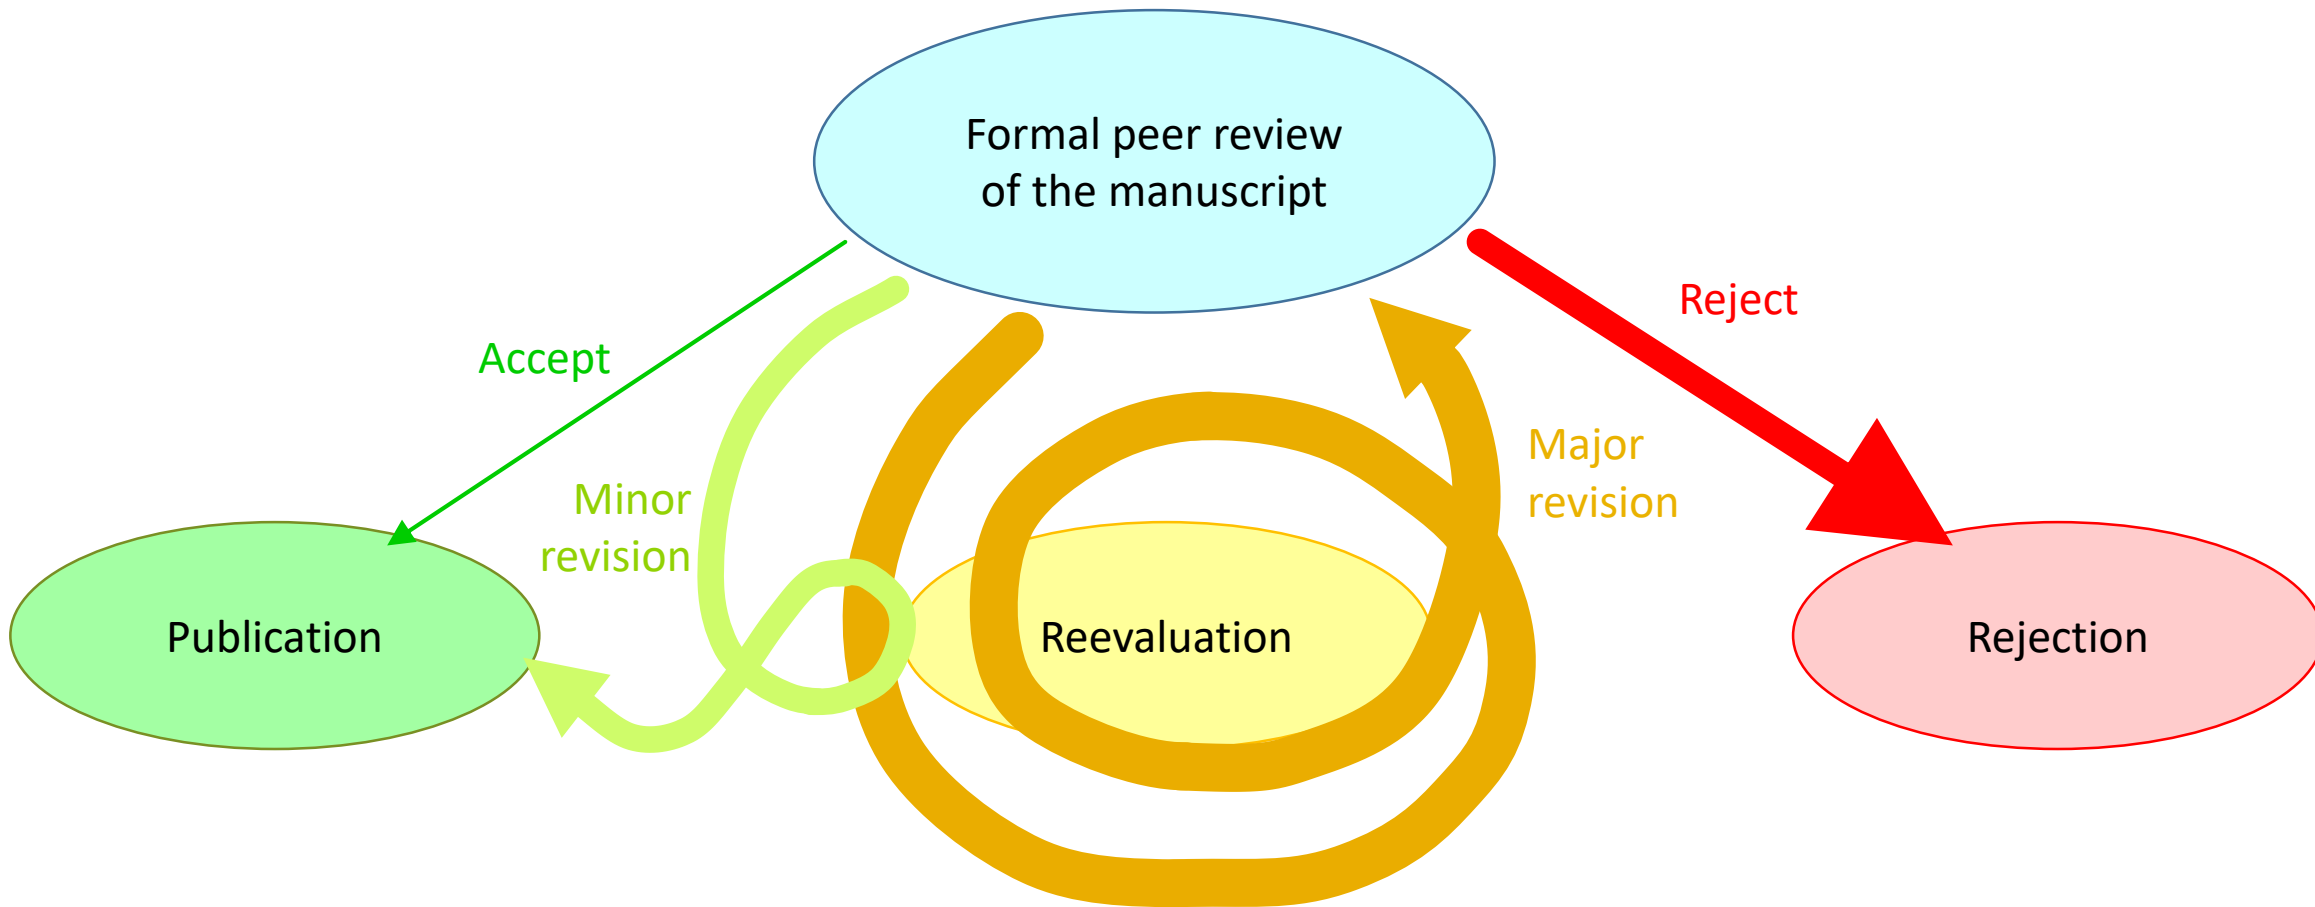 Formal peer review
of the manuscript
Reject
Accept
Major
revision
Minor
revision
Publication
Reevaluation
Rejection